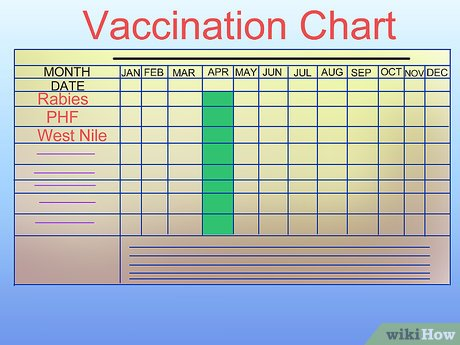 Vaccination Chart
MONTH JAN FEB MAR APR MAY JUN JUL AUG SEP OCT NOV DEC
DATE
Rabies
PHF
West Nile
wikiHow